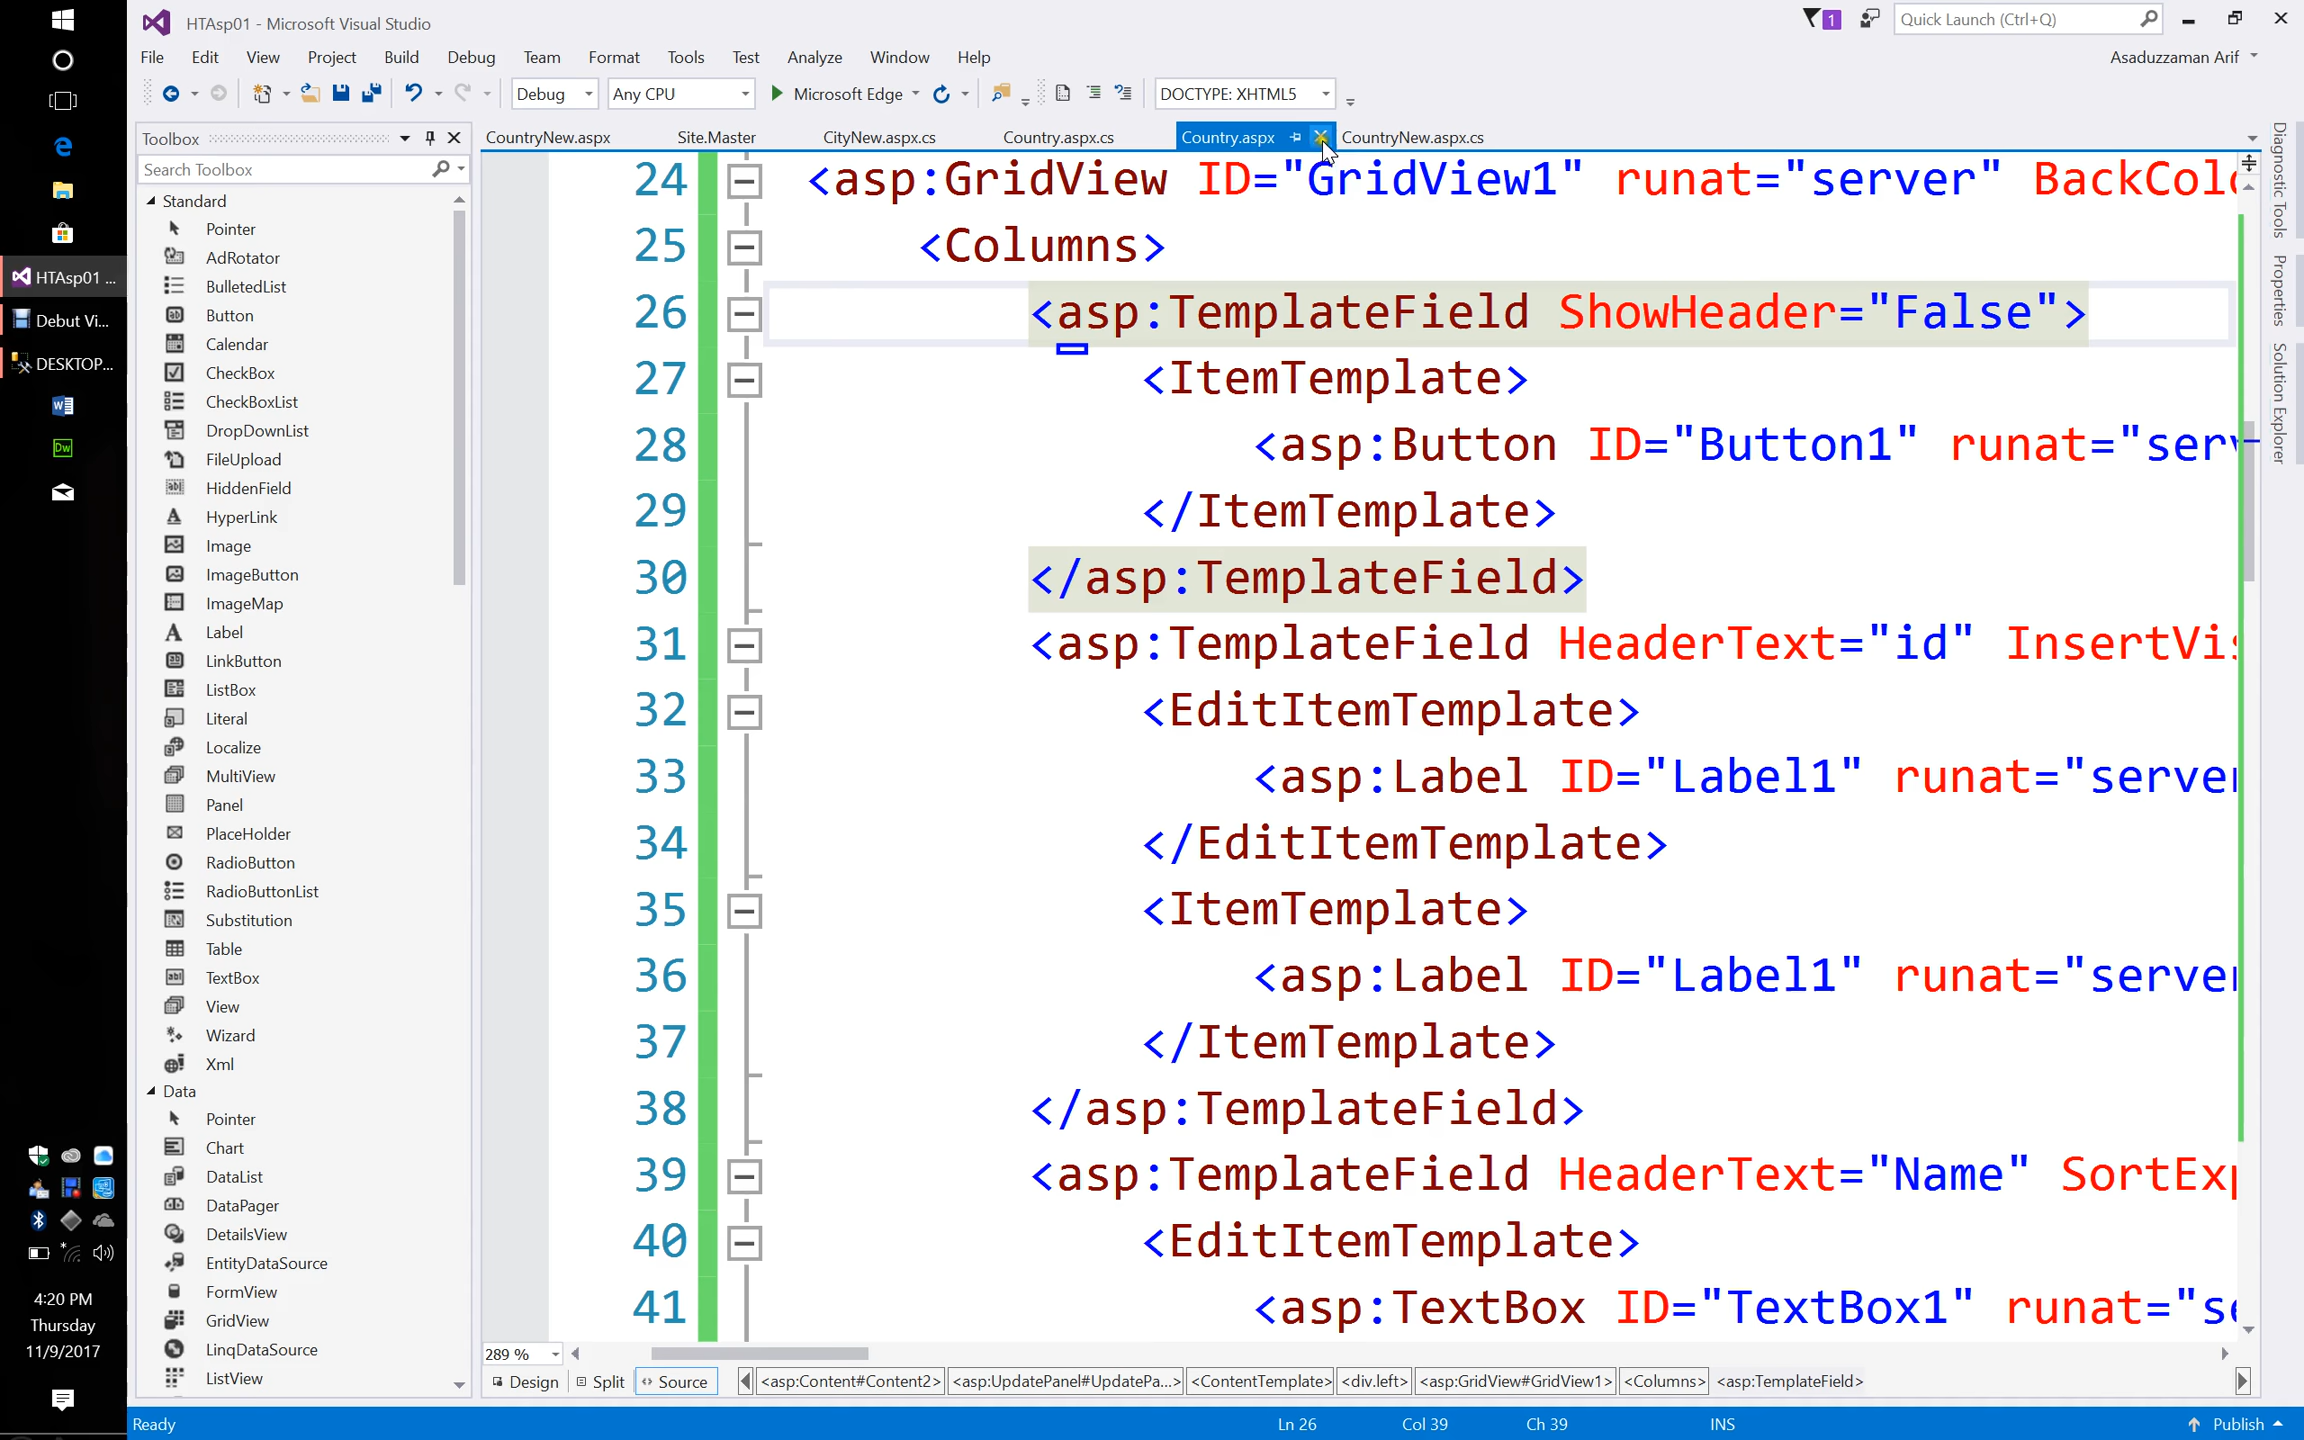 HTAsp01 - Microsoft Visual Studio
1
Quick Launch (Ctrl+Q)
File Edit View Project Build Debug Team Format Tools Test Analyze Window Help
Asaduzzaman Arif
Debug Any CPU Microsoft Edge DOCTYPE: XHTML5
Toolbox
CountryNew.aspx Site.Master CityNew.aspx.cs Country.aspx.cs Country.aspx CountryNew.aspx.cs
Search Toolbox
Standard
Pointer
AdRotator
BulletedList
Button
Calendar
CheckBox
CheckBoxList
DropDownList
FileUpload
HiddenField
HyperLink
Image
ImageButton
ImageMap
Label
LinkButton
ListBox
Literal
Localize
MultiView
Panel
PlaceHolder
RadioButton
RadioButtonList
Substitution
Table
TextBox
View
Wizard
Xml
Data
Pointer
Chart
DataList
DataPager
DetailsView
EntityDataSource
FormView
GridView
LinqDataSource
ListView
24 <asp:GridView ID="GridView1" runat="server" BackColo
25 <Columns>
26 <asp:TemplateField ShowHeader="False">
27 <ItemTemplate>
28 <asp:Button ID="Button1" runat="serv
29 </ItemTemplate>
30 </asp:TemplateField>
31 <asp:TemplateField HeaderText="id" InsertVis
32 <EditItemTemplate>
33 <asp:Label ID="Label1" runat="server
34 </EditItemTemplate>
35 <ItemTemplate>
36 <asp:Label ID="Label1" runat="server
37 </ItemTemplate>
38 </asp:TemplateField>
39 <asp:TemplateField HeaderText="Name" SortExp
40 <EditItemTemplate>
41 <asp:TextBox ID="TextBox1" runat="se
289 %
Design Split Source <asp:Content#Content2> <asp:UpdatePanel#UpdatePa...> <ContentTemplate> <div.left> <asp:GridView#GridView1> <Columns> <asp:TemplateField>
Ready Ln 26 Col 39 Ch 39 INS Publish
Diagnostic Tools
Properties
Solution Explorer
HTAsp01 ...
Debut Vi...
DESKTOP...
Dw
4:20 PM
Thursday
11/9/2017